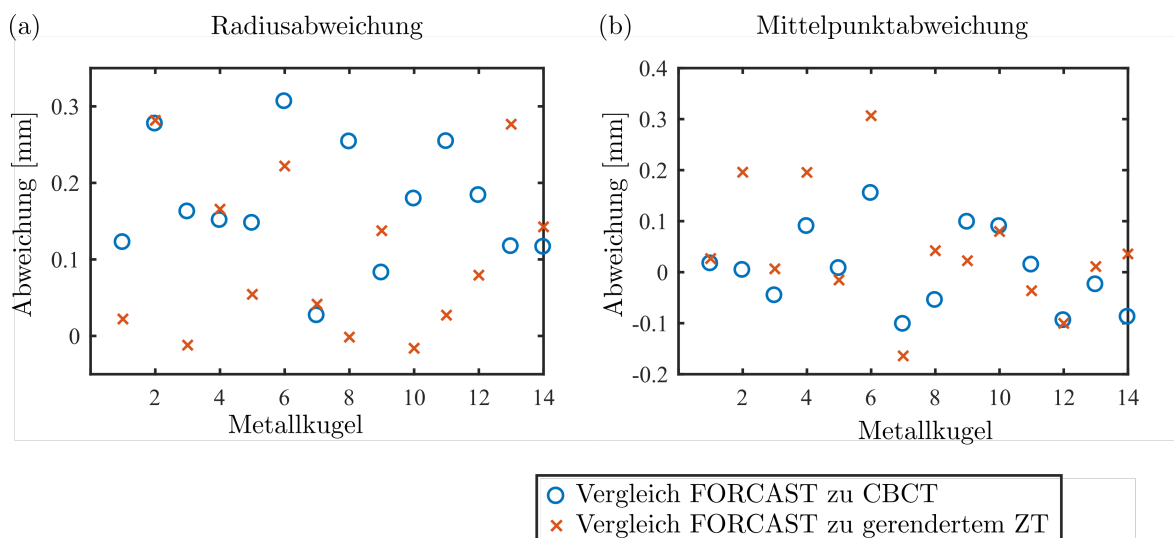 (a) Radiusabweichung
Abweichung [mm]
0.3
0.2
0.1
0
2 4 6 8 10 12 14
Metallkugel
(b) Mittelpunktabweichung
Abweichung [mm]
0.4
0.3
0.2
0.1
0
-0.1
-0.2
2 4 6 8 10 12 14
Metallkugel
Vergleich FORCAST zu CBCT
Vergleich FORCAST zu gerendertem ZT